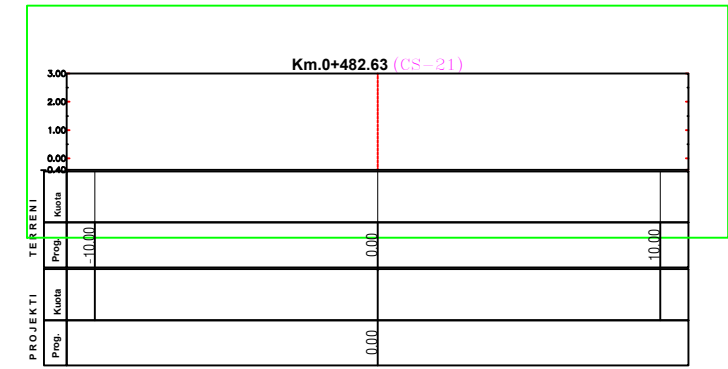 Km.0+482.63 (CS-21)
3.00
2.00
1.00
0.00
-0.40
TERRENI
Kuota
Prog.
-10.00
0.00
10.00
PROJEKTI
Kuota
Prog.
0.00